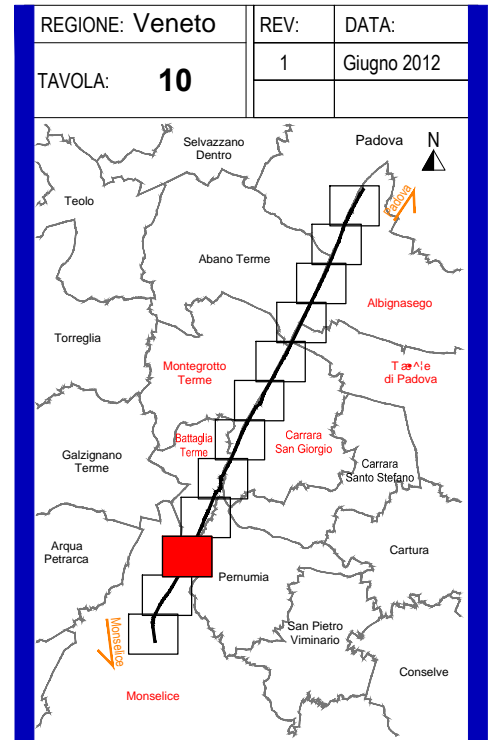 REGIONE: Veneto
REV:
DATA:
TAVOLA: 10
1
Giugno 2012
Selvazzano
Dentro
Padova
N
Teolo
Padova
Abano Terme
Albignasego
Torreglia
Montegrotto
Terme
di Padova
Battaglia
Terme
Carrara
San Giorgio
Galzignano
Terme
Carrara
Santo Stefano
Arqua
Petrarca
Cartura
Pernumia
Monselice
San Pietro
Viminario
Conselve
Monselice